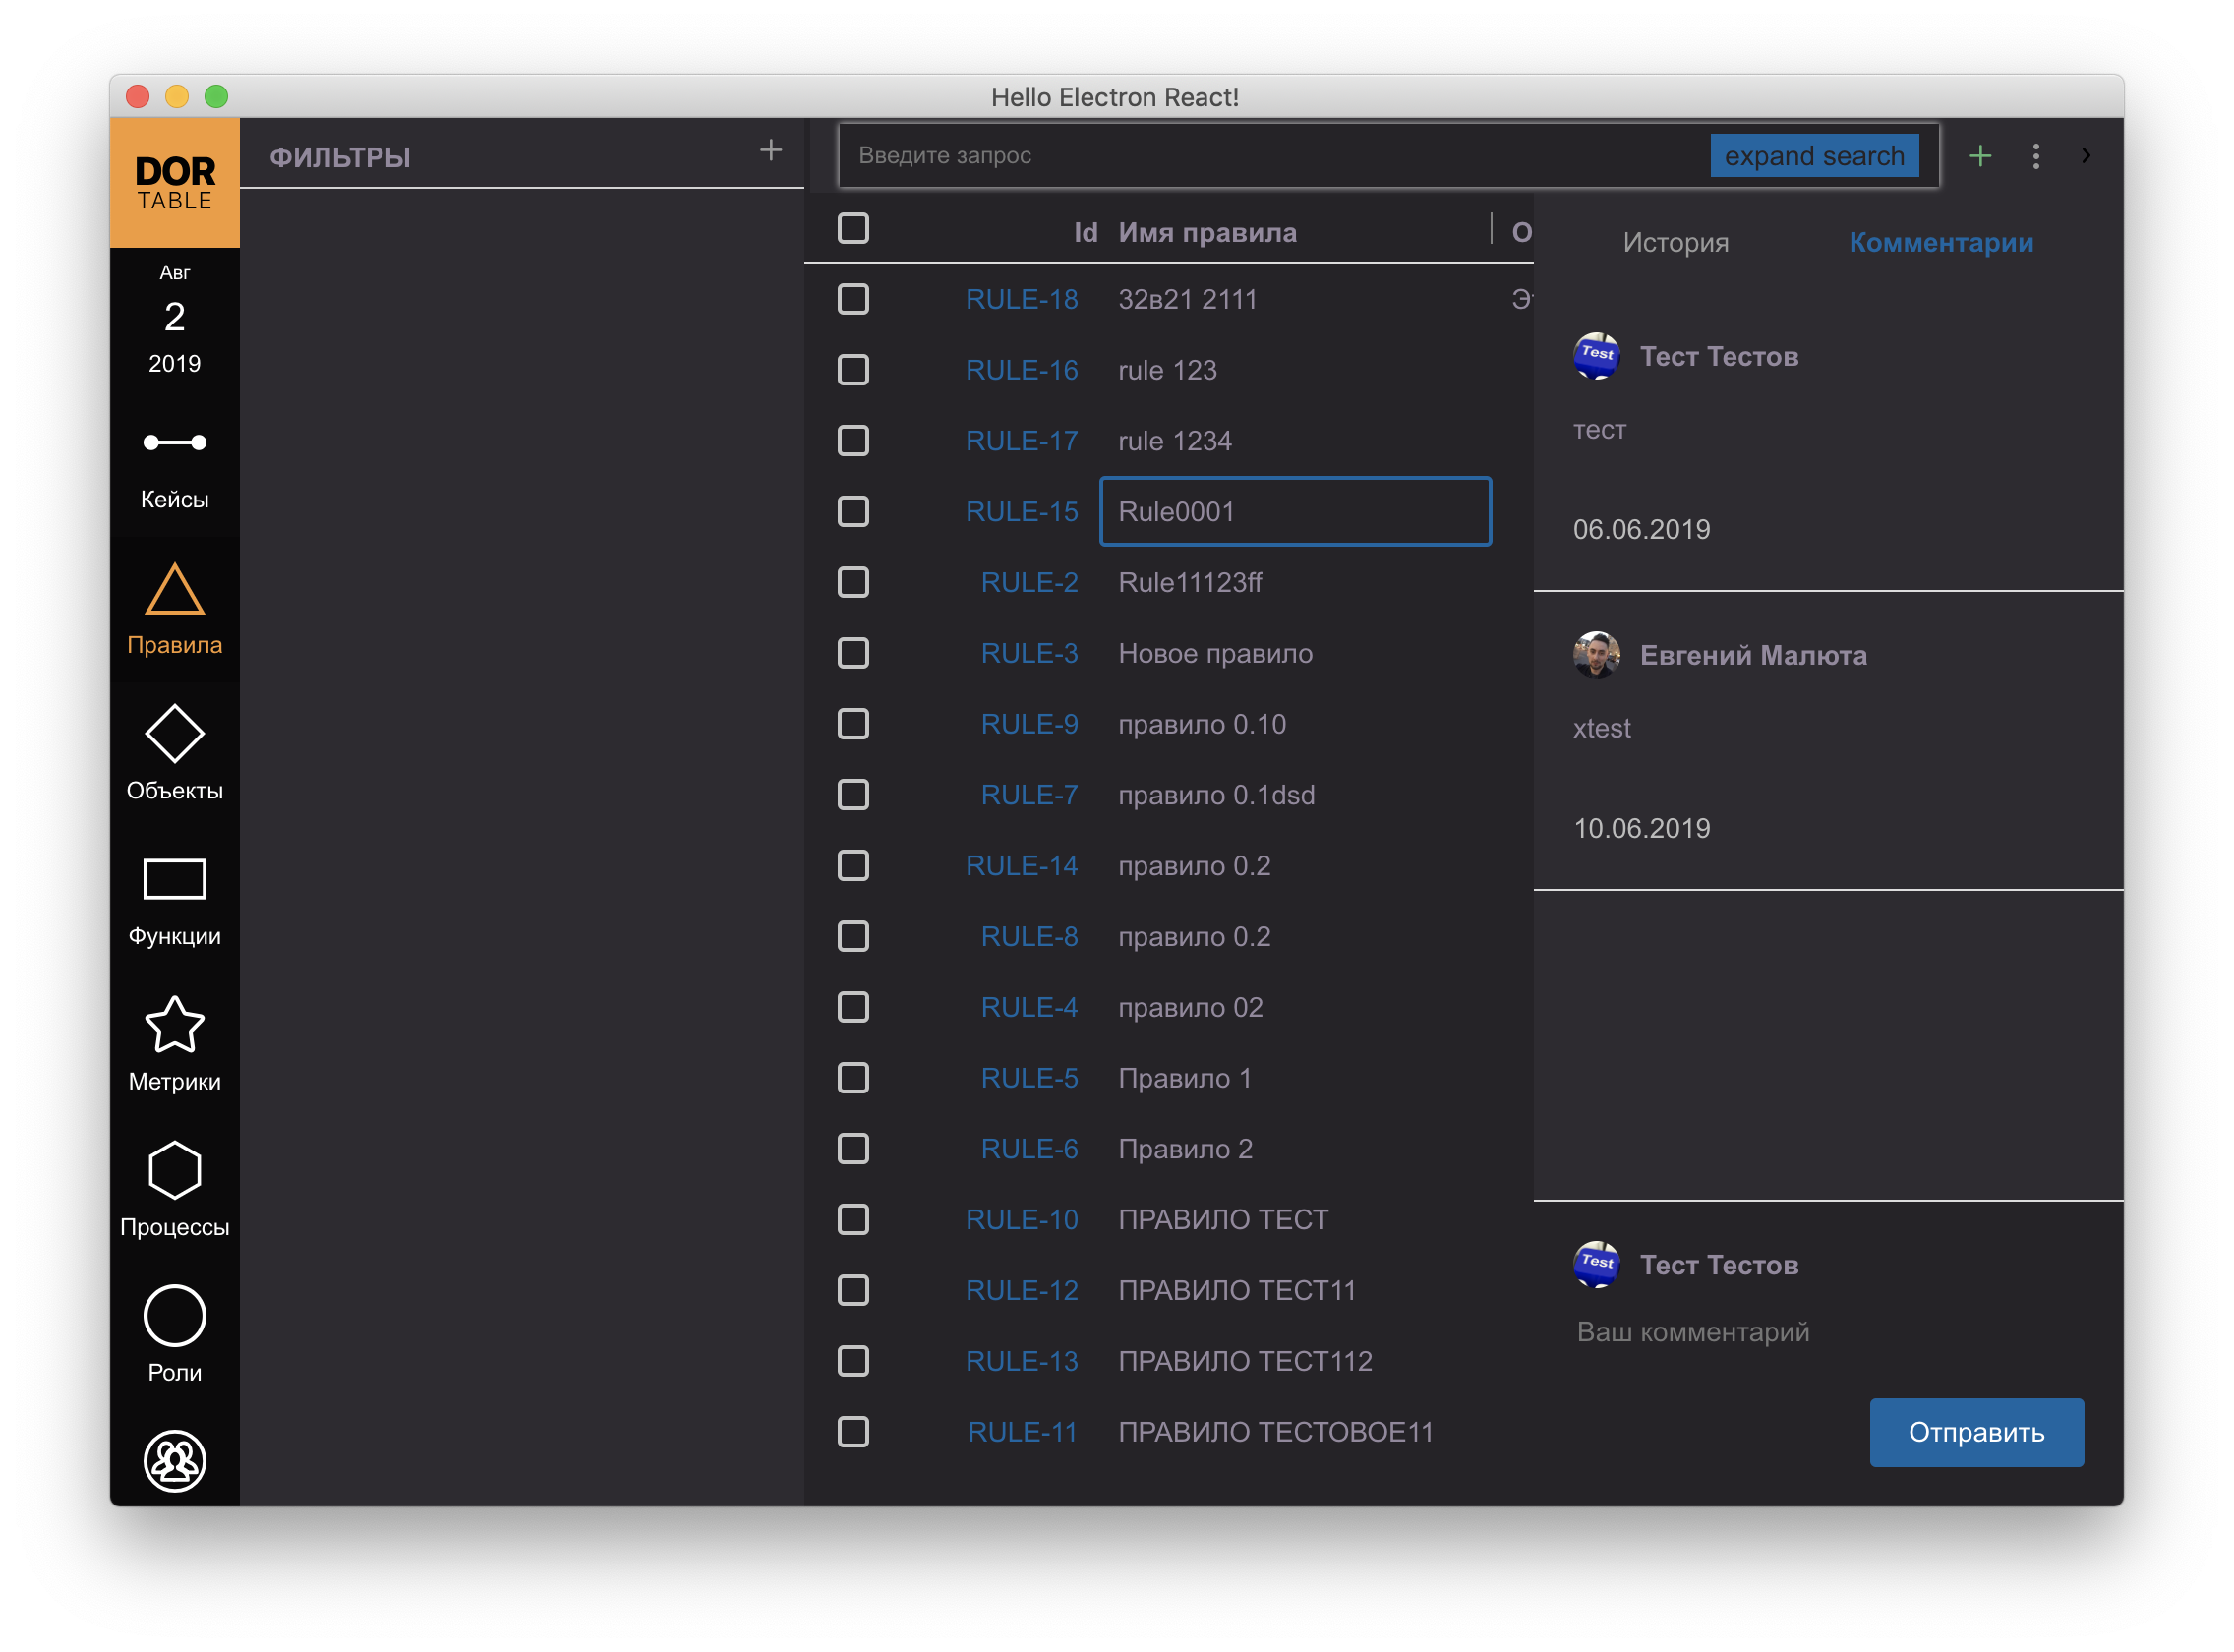 Hello Electron React!
DOR
TABLE
Авг
2
2019
Кейсы
Правила
Объекты
Функции
Метрики
Процессы
Роли
ФИЛЬТРЫ
Введите запрос
expand search
Id Имя правила О
RULE-18 32в21 2111 Эт
RULE-16 rule 123
RULE-17 rule 1234
RULE-15 Rule0001
RULE-2 Rule11123ff
RULE-3 Новое правило
RULE-9 правило 0.10
RULE-7 правило 0.1dsd
RULE-14 правило 0.2
RULE-8 правило 0.2
RULE-4 правило 02
RULE-5 Правило 1
RULE-6 Правило 2
RULE-10 ПРАВИЛО ТЕСТ
RULE-12 ПРАВИЛО ТЕСТ11
RULE-13 ПРАВИЛО ТЕСТ112
RULE-11 ПРАВИЛО ТЕСТОВОЕ11
История Комментарии
Test
Тест Тестов
тест
06.06.2019
Евгений Малюта
xtest
10.06.2019
Test
Тест Тестов
Ваш комментарий
Отправить